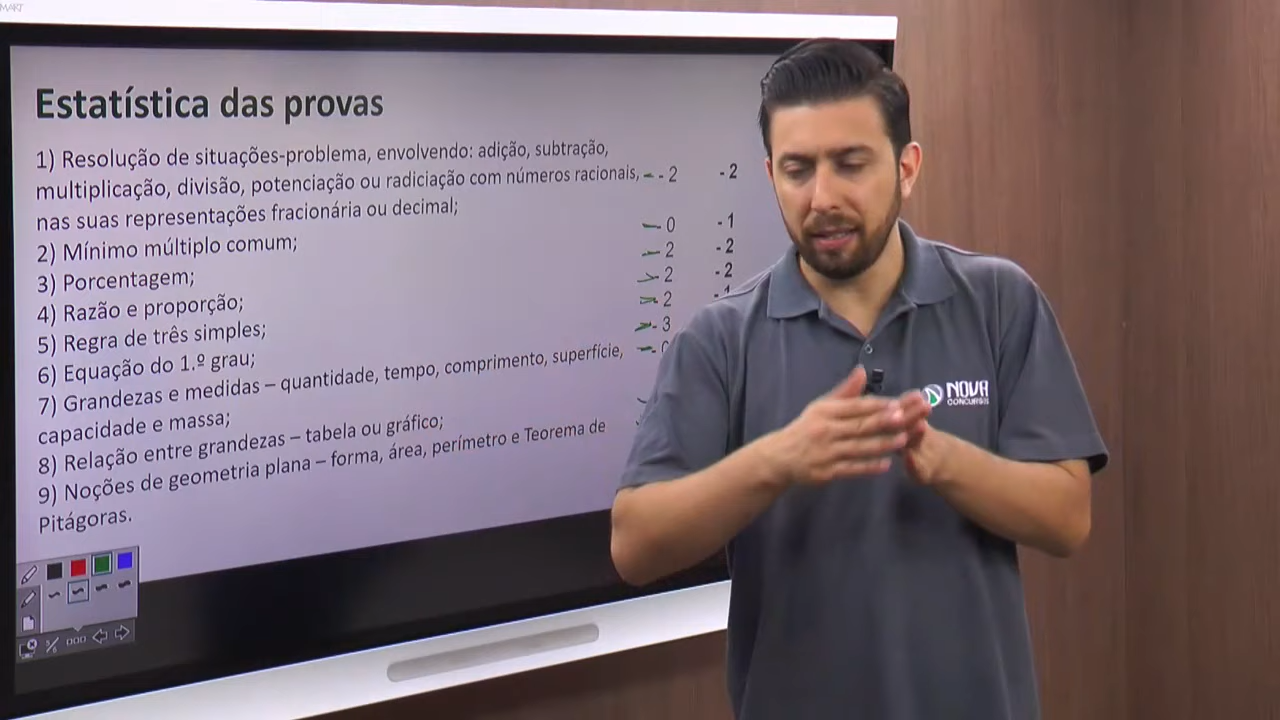 Estatística das provas
1) Resolução de situações-problema, envolvendo: adição, subtração,
multiplicação, divisão, potenciação ou radiciação com números racionais, - 2 - 2
nas suas representações fracionária ou decimal;
2) Mínimo múltiplo comum; - 0 - 1
3) Porcentagem; - 2 - 2
4) Razão e proporção; - 2 - 2
5) Regra de três simples; - 2 - 1
6) Equação do 1.º grau; - 3
7) Grandezas e medidas – quantidade, tempo, comprimento, superfície,
capacidade e massa;
8) Relação entre grandezas – tabela ou gráfico;
9) Noções de geometria plana – forma, área, perímetro e Teorema de
Pitágoras.
NOVA
CONCURSOS